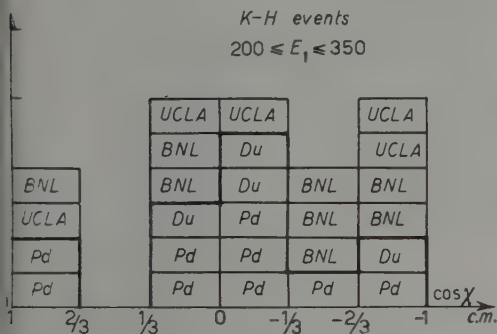 K-H events
200 ≤ E₁ ≤ 350
UCLA UCLA UCLA
BNL Du UCLA
BNL BNL Du BNL BNL
UCLA Du Pd BNL BNL
Pd Pd Pd BNL Du
Pd Pd Pd Pd Pd
cosχ
1 2/3 1/3 0 -1/3 -2/3 -1 c.m.